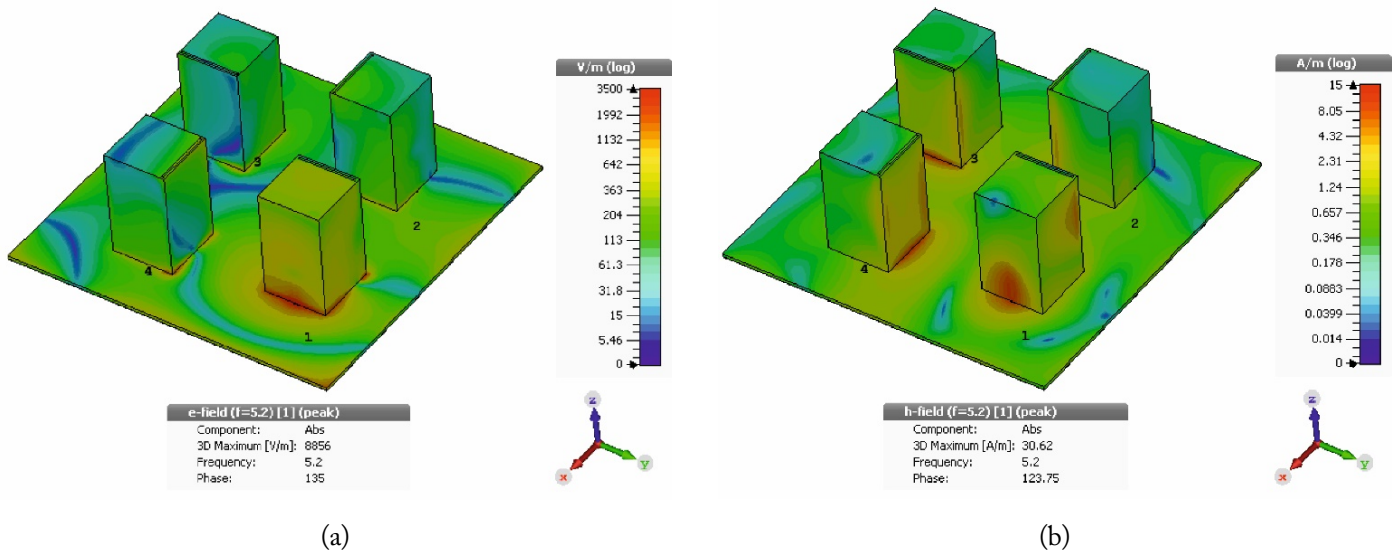 V/m (log)
3500
1992
1132
642
363
204
113
61.3
31.8
15
5.46
0
3
2
4
1
z
x
y
e-field (f=5.2) [1] (peak)
Component: Abs
3D Maximum [V/m]: 8856
Frequency: 5.2
Phase: 135
(a)
A/m (log)
15
8.05
4.32
2.31
1.24
0.657
0.346
0.178
0.0863
0.0399
0.014
0
3
2
4
1
z
x
y
h-field (f=5.2) [1] (peak)
Component: Abs
3D Maximum [A/m]: 30.62
Frequency: 5.2
Phase: 123.75
(b)